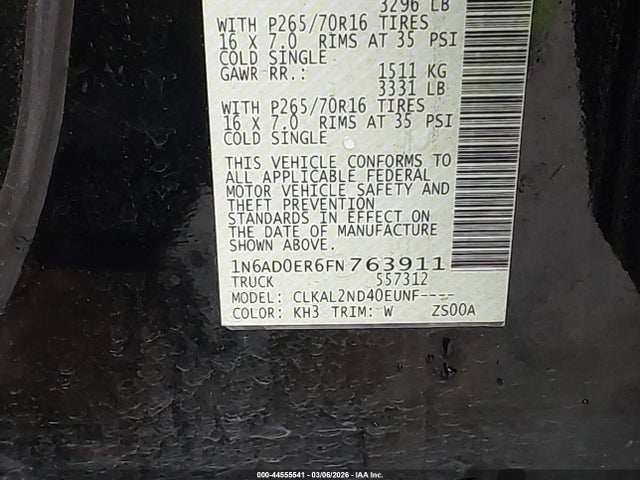 3296 LB
WITH P265/70R16 TIRES
16 X 7.0 RIMS AT 35 PSI
COLD SINGLE
GAWR RR.: 1511 KG
3331 LB
WITH P265/70R16 TIRES
16 X 7.0 RIMS AT 35 PSI
COLD SINGLE
THIS VEHICLE CONFORMS TO
ALL APPLICABLE FEDERAL
MOTOR VEHICLE SAFETY AND
THEFT PREVENTION
STANDARDS IN EFFECT ON
THE DATE OF MANUFACTURE
SHOWN ABOVE.
1N6AD0ER6FN763911
TRUCK 557312
MODEL: CLKAL2ND40EUNF----
COLOR: KH3 TRIM: W ZS00A
000-44555541 - 03/06/2026 - IAA Inc.